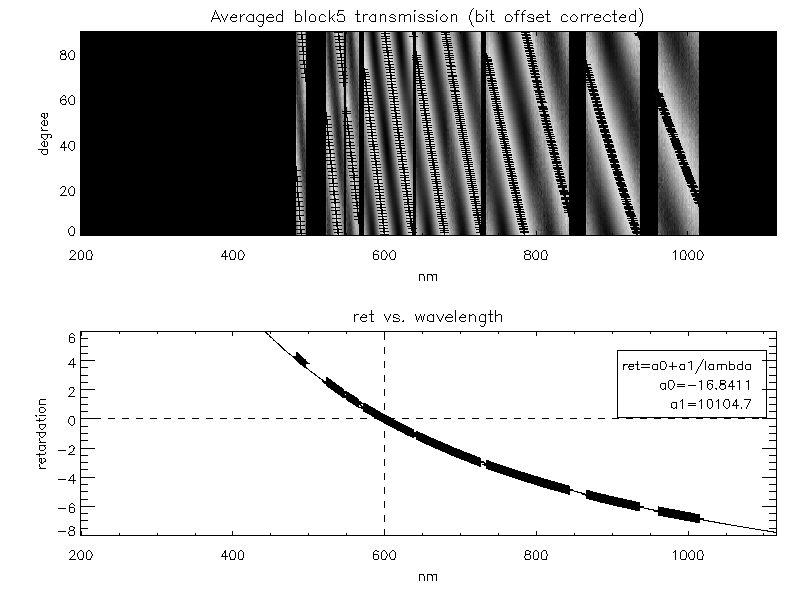 Averaged block5 transmission (bit offset corrected)
80
60
degree
40
20
0
200 400 600 800 1000
nm
ret vs. wavelength
6
4
ret=a0+a1/lambda
a0=-16.8411
2
a1=10104.7
0
retardation
-2
-4
-6
-8
200 400 600 800 1000
nm